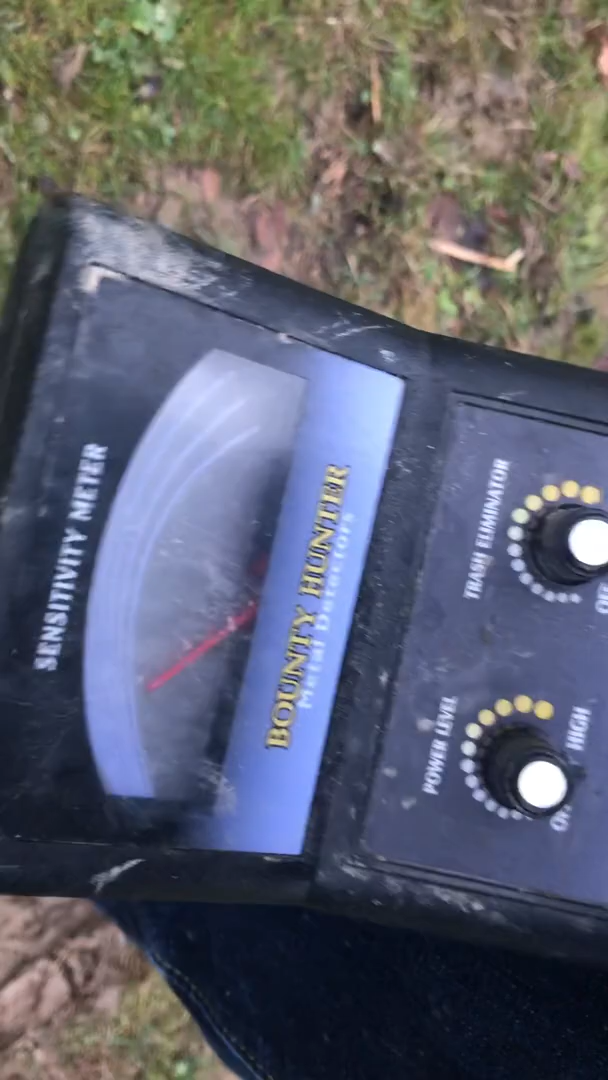 SENSITIVITY METER
BOUNTY HUNTER
Metal Detectors
TRASH ELIMINATOR
POWER LEVEL
HIGH